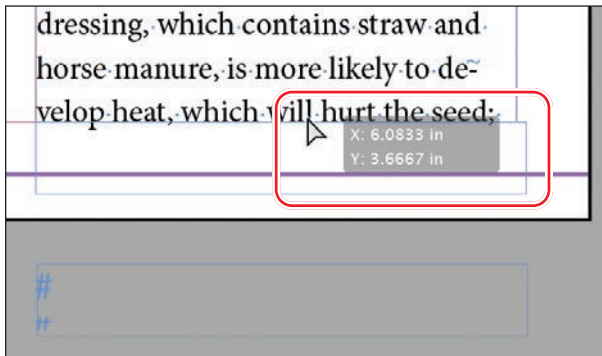 dressing, which contains straw and
horse manure, is more likely to de-
velop heat, which will hurt the seed;
X: 6.0833 in
Y: 3.6667 in
#
#